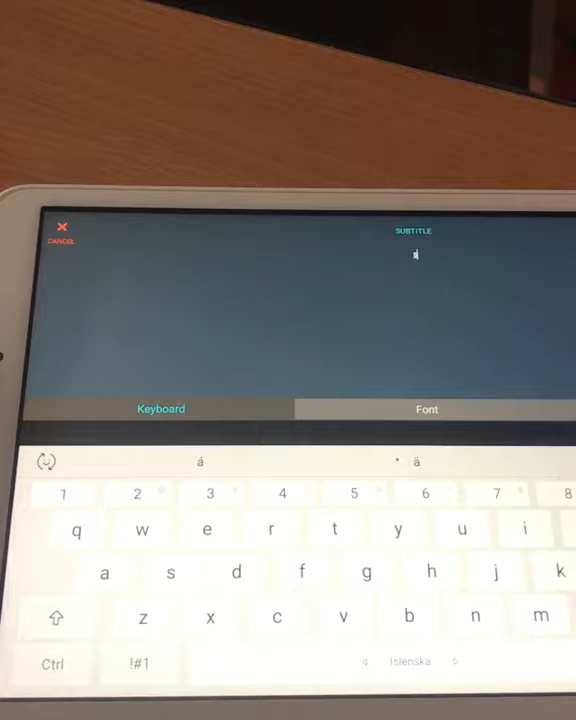 CANCEL
SUBTITLE
Keyboard Font
á ä
1 2 3 4 5 6 7 8
q w e r t y u i
a s d f g h j k
z x c v b n m
Ctrl !#1 Íslenska